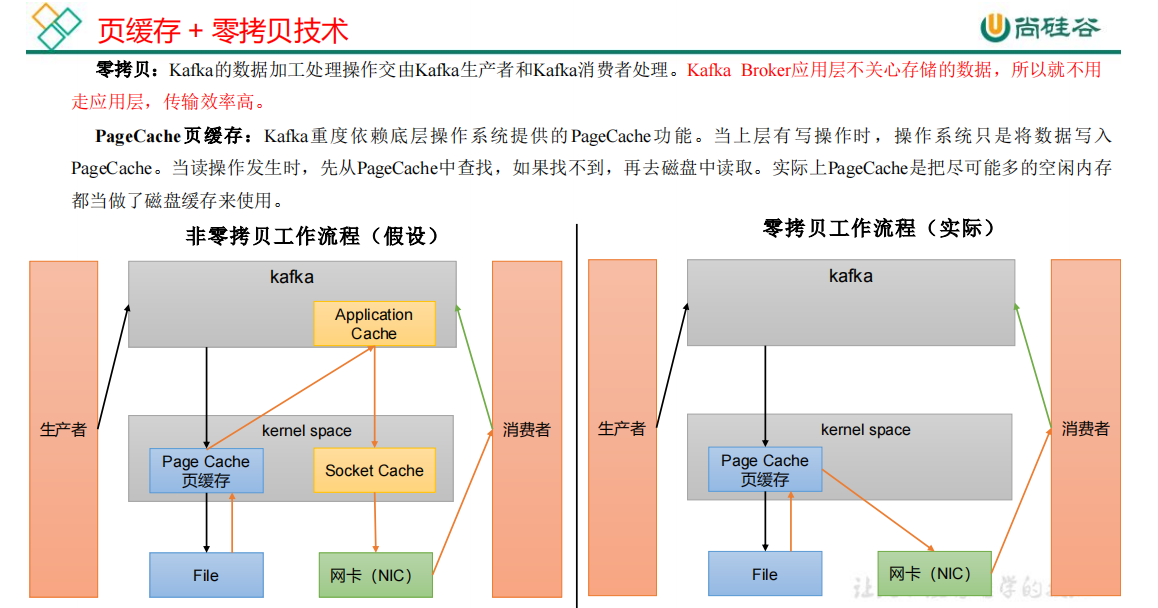 页缓存 + 零拷贝技术
尚硅谷
零拷贝：Kafka的数据加工处理操作交由Kafka生产者和Kafka消费者处理。Kafka Broker应用层不关心存储的数据，所以就不用
走应用层，传输效率高。
PageCache页缓存：Kafka重度依赖底层操作系统提供的PageCache功能。当上层有写操作时，操作系统只是将数据写入
PageCache。当读操作发生时，先从PageCache中查找，如果找不到，再去磁盘中读取。实际上PageCache是把尽可能多的空闲内存
都当做了磁盘缓存来使用。
非零拷贝工作流程（假设）
kafka
Application
Cache
生产者
kernel space
消费者
Page Cache
页缓存
Socket Cache
File
网卡（NIC）
零拷贝工作流程（实际）
kafka
生产者
kernel space
消费者
Page Cache
页缓存
File
网卡（NIC）